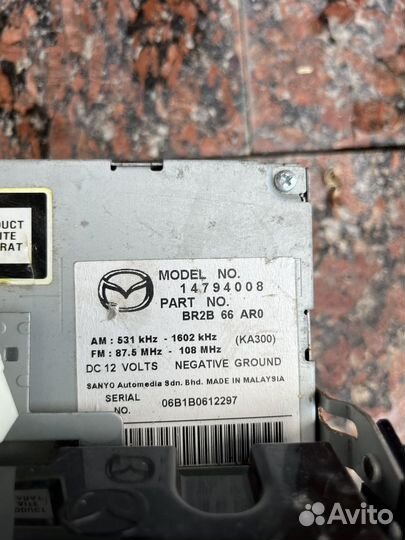 DUCT
ITE
RAT
MODEL NO.
14794008
PART NO.
BR2B 66 AR0
AM : 531 kHz - 1602 kHz (KA300)
FM : 87.5 MHz - 108 MHz
DC 12 VOLTS NEGATIVE GROUND
SANYO Automedia Sdn. Bhd. MADE IN MALAYSIA
SERIAL
NO. 06B1B0612297
Avito